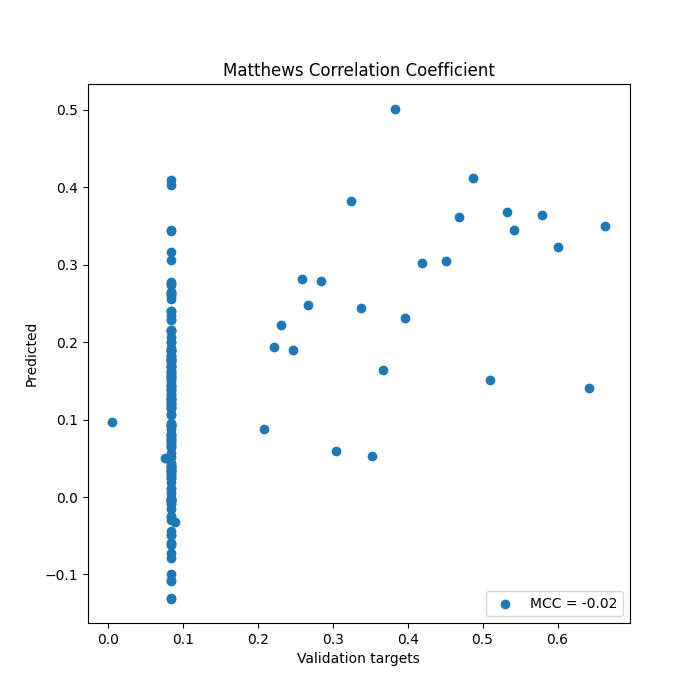 Matthews Correlation Coefficient
0.5
0.4
0.3
0.2
0.1
0.0
−0.1
Predicted
MCC = -0.02
0.0 0.1 0.2 0.3 0.4 0.5 0.6
Validation targets